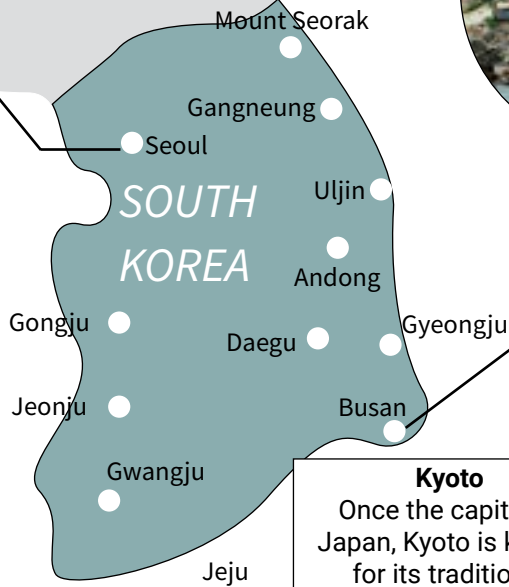 Mount Seorak
Gangneung
Seoul
SOUTH
KOREA
Uljin
Andong
Gongju
Daegu
Gyeongju
Jeonju
Busan
Gwangju
Jeju
Kyoto
Once the capit
Japan, Kyoto is
for its traditio